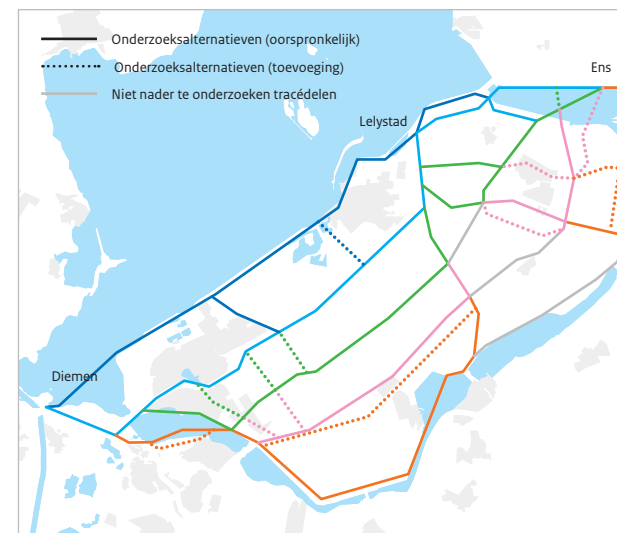 Onderzoeksalternatieven (oorspronkelijk)
Onderzoeksalternatieven (toevoeging)
Ens
Niet nader te onderzoeken tracédelen
Lelystad
Diemen